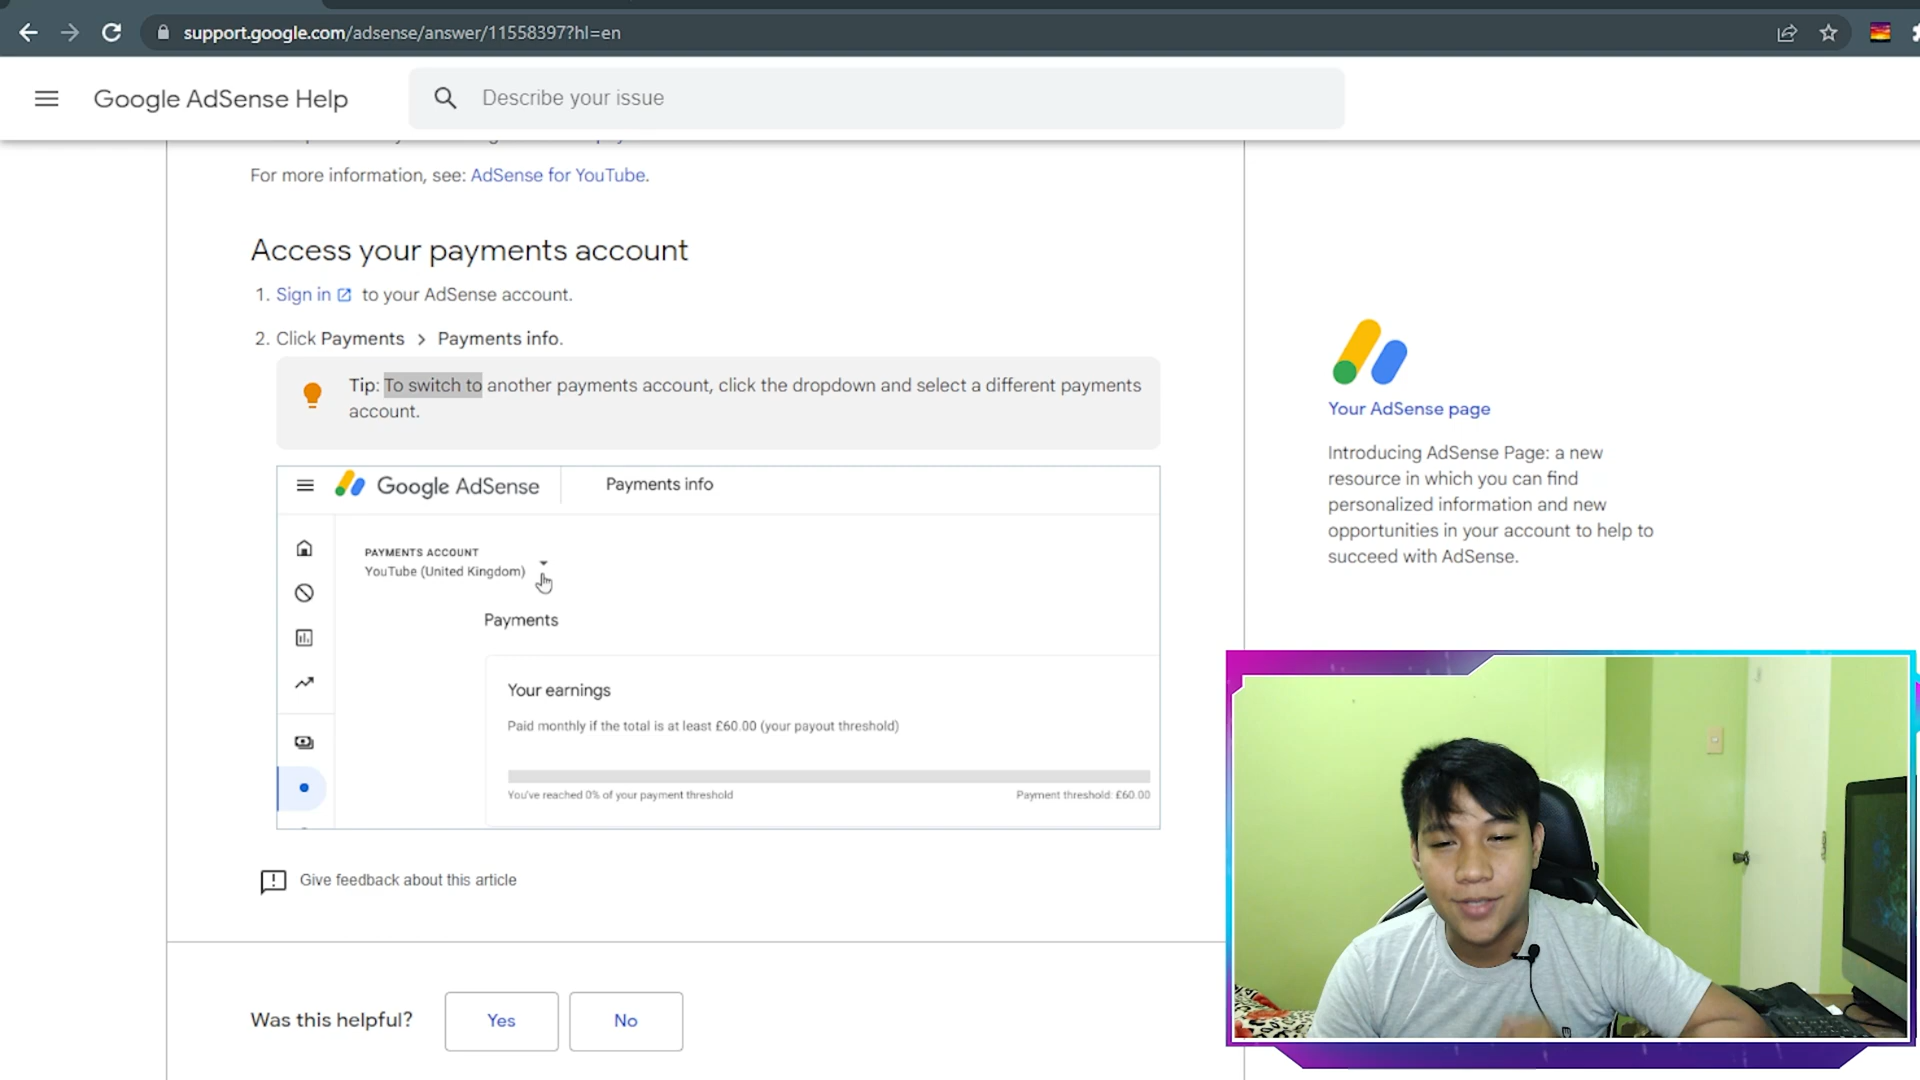 support.google.com/adsense/answer/11558397?hl=en
Google AdSense Help
Describe your issue
For more information, see: AdSense for YouTube.
Access your payments account
1. Sign in to your AdSense account.
2. Click Payments > Payments info.
Tip: To switch to another payments account, click the dropdown and select a different payments
account.
Google AdSense
Payments info
PAYMENTS ACCOUNT
YouTube (United Kingdom)
Payments
Your earnings
Paid monthly if the total is at least £60.00 (your payout threshold)
You've reached 0% of your payment threshold
Payment threshold: £60.00
Give feedback about this article
Was this helpful?
Yes
No
Your AdSense page
Introducing AdSense Page: a new
resource in which you can find
personalized information and new
opportunities in your account to help to
succeed with AdSense.